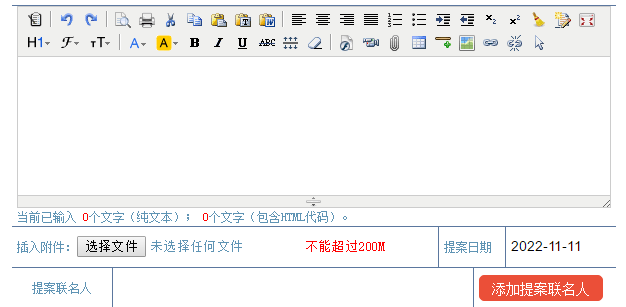 H1 ℱ тT A A B I U ABC
当前已输入 0个文字（纯文本）； 0个文字（包含HTML代码）。
插入附件： 选择文件 未选择任何文件 不能超过200M 提案日期 2022-11-11
提案联名人 添加提案联名人